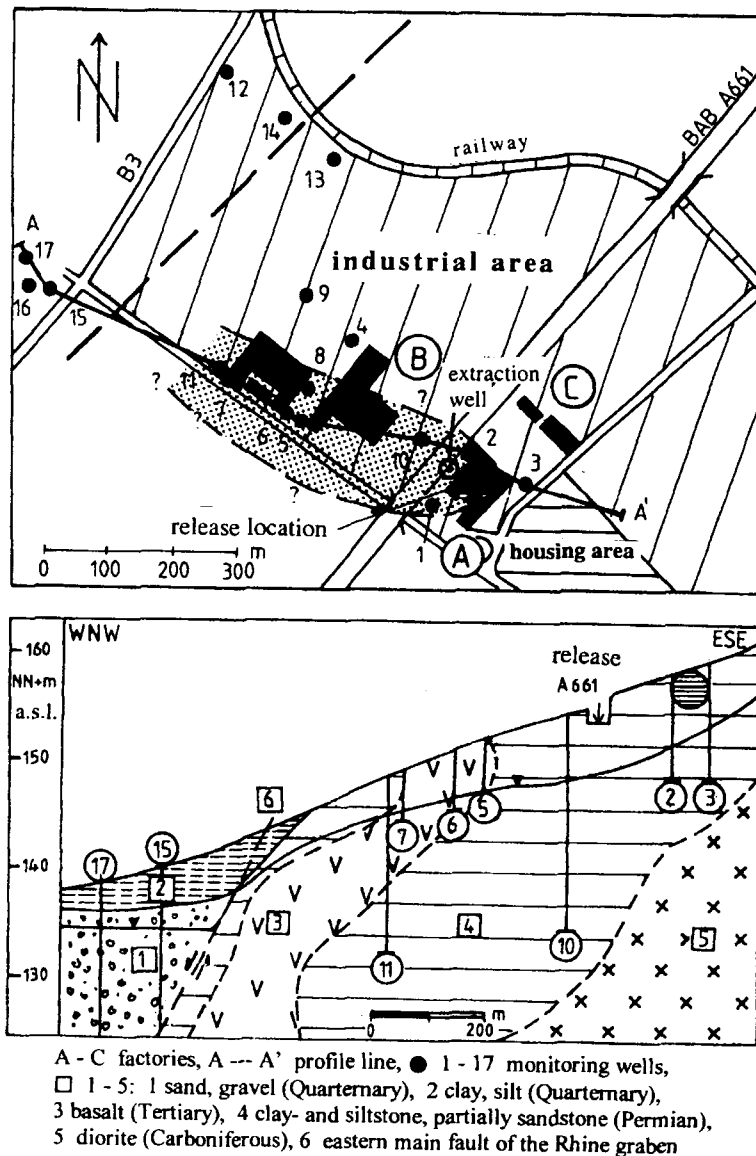 N
12
14
13
B3
railway
BAB A661
A
17
16
15
industrial area
9
4
B
8
extraction
well
C
?
11
?
7
?
6
5
?
10
2
3
A'
release location
1
A
housing area
0 100 200 300
m
WNW
ESE
160
NN+m
a.s.l.
150
140
130
release
A 661
6
17
15
2
1
3
V V V V V V V V V V V
7
6
5
4
11
10
2
3
5
x x x x x x x x x x
0 200 m
A - C factories, A --- A' profile line, ● 1 - 17 monitoring wells,
□ 1 - 5: 1 sand, gravel (Quarternary), 2 clay, silt (Quarternary),
3 basalt (Tertiary), 4 clay- and siltstone, partially sandstone (Permian),
5 diorite (Carboniferous), 6 eastern main fault of the Rhine graben